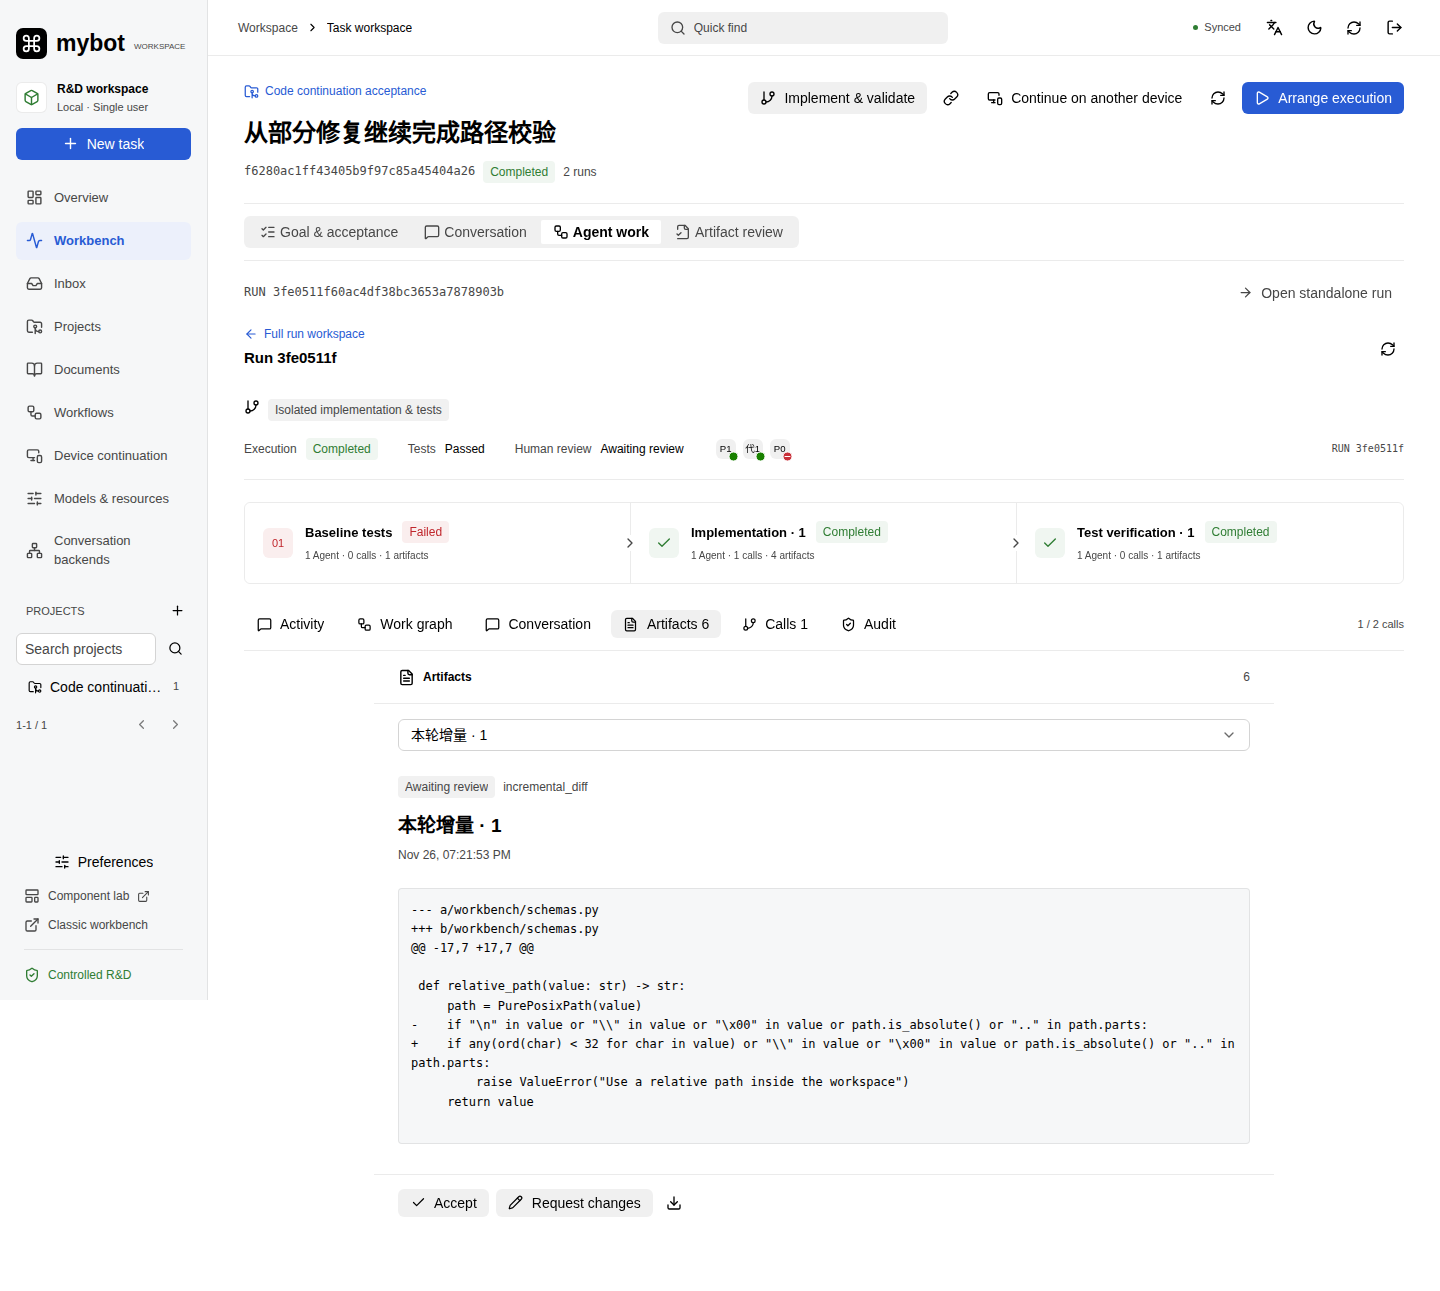 mybot WORKSPACE
R&D workspace
Local · Single user
New task
Overview
Workbench
Inbox
Projects
Documents
Workflows
Device continuation
Models & resources
Conversation
backends
PROJECTS
Search projects
Code continuati… 1
1-1 / 1
Preferences
Component lab
Classic workbench
Controlled R&D
Workspace Task workspace
Quick find
Synced
Code continuation acceptance
Implement & validate
Continue on another device
Arrange execution
从部分修复继续完成路径校验
f6280ac1ff43405b9f97c85a45404a26 Completed 2 runs
Goal & acceptance Conversation Agent work Artifact review
RUN 3fe0511f60ac4df38bc3653a7878903b
Open standalone run
Full run workspace
Run 3fe0511f
Isolated implementation & tests
Execution Completed Tests Passed Human review Awaiting review P1 代1 P0 RUN 3fe0511f
01 Baseline tests Failed
1 Agent · 0 calls · 1 artifacts
Implementation · 1 Completed
1 Agent · 1 calls · 4 artifacts
Test verification · 1 Completed
1 Agent · 0 calls · 1 artifacts
Activity Work graph Conversation Artifacts 6 Calls 1 Audit 1 / 2 calls
Artifacts 6
本轮增量 · 1
Awaiting review incremental_diff
本轮增量 · 1
Nov 26, 07:21:53 PM
--- a/workbench/schemas.py
+++ b/workbench/schemas.py
@@ -17,7 +17,7 @@
def relative_path(value: str) -> str:
path = PurePosixPath(value)
- if "\n" in value or "\\" in value or "\x00" in value or path.is_absolute() or ".." in path.parts:
+ if any(ord(char) < 32 for char in value) or "\\" in value or "\x00" in value or path.is_absolute() or ".." in
path.parts:
raise ValueError("Use a relative path inside the workspace")
return value
Accept Request changes